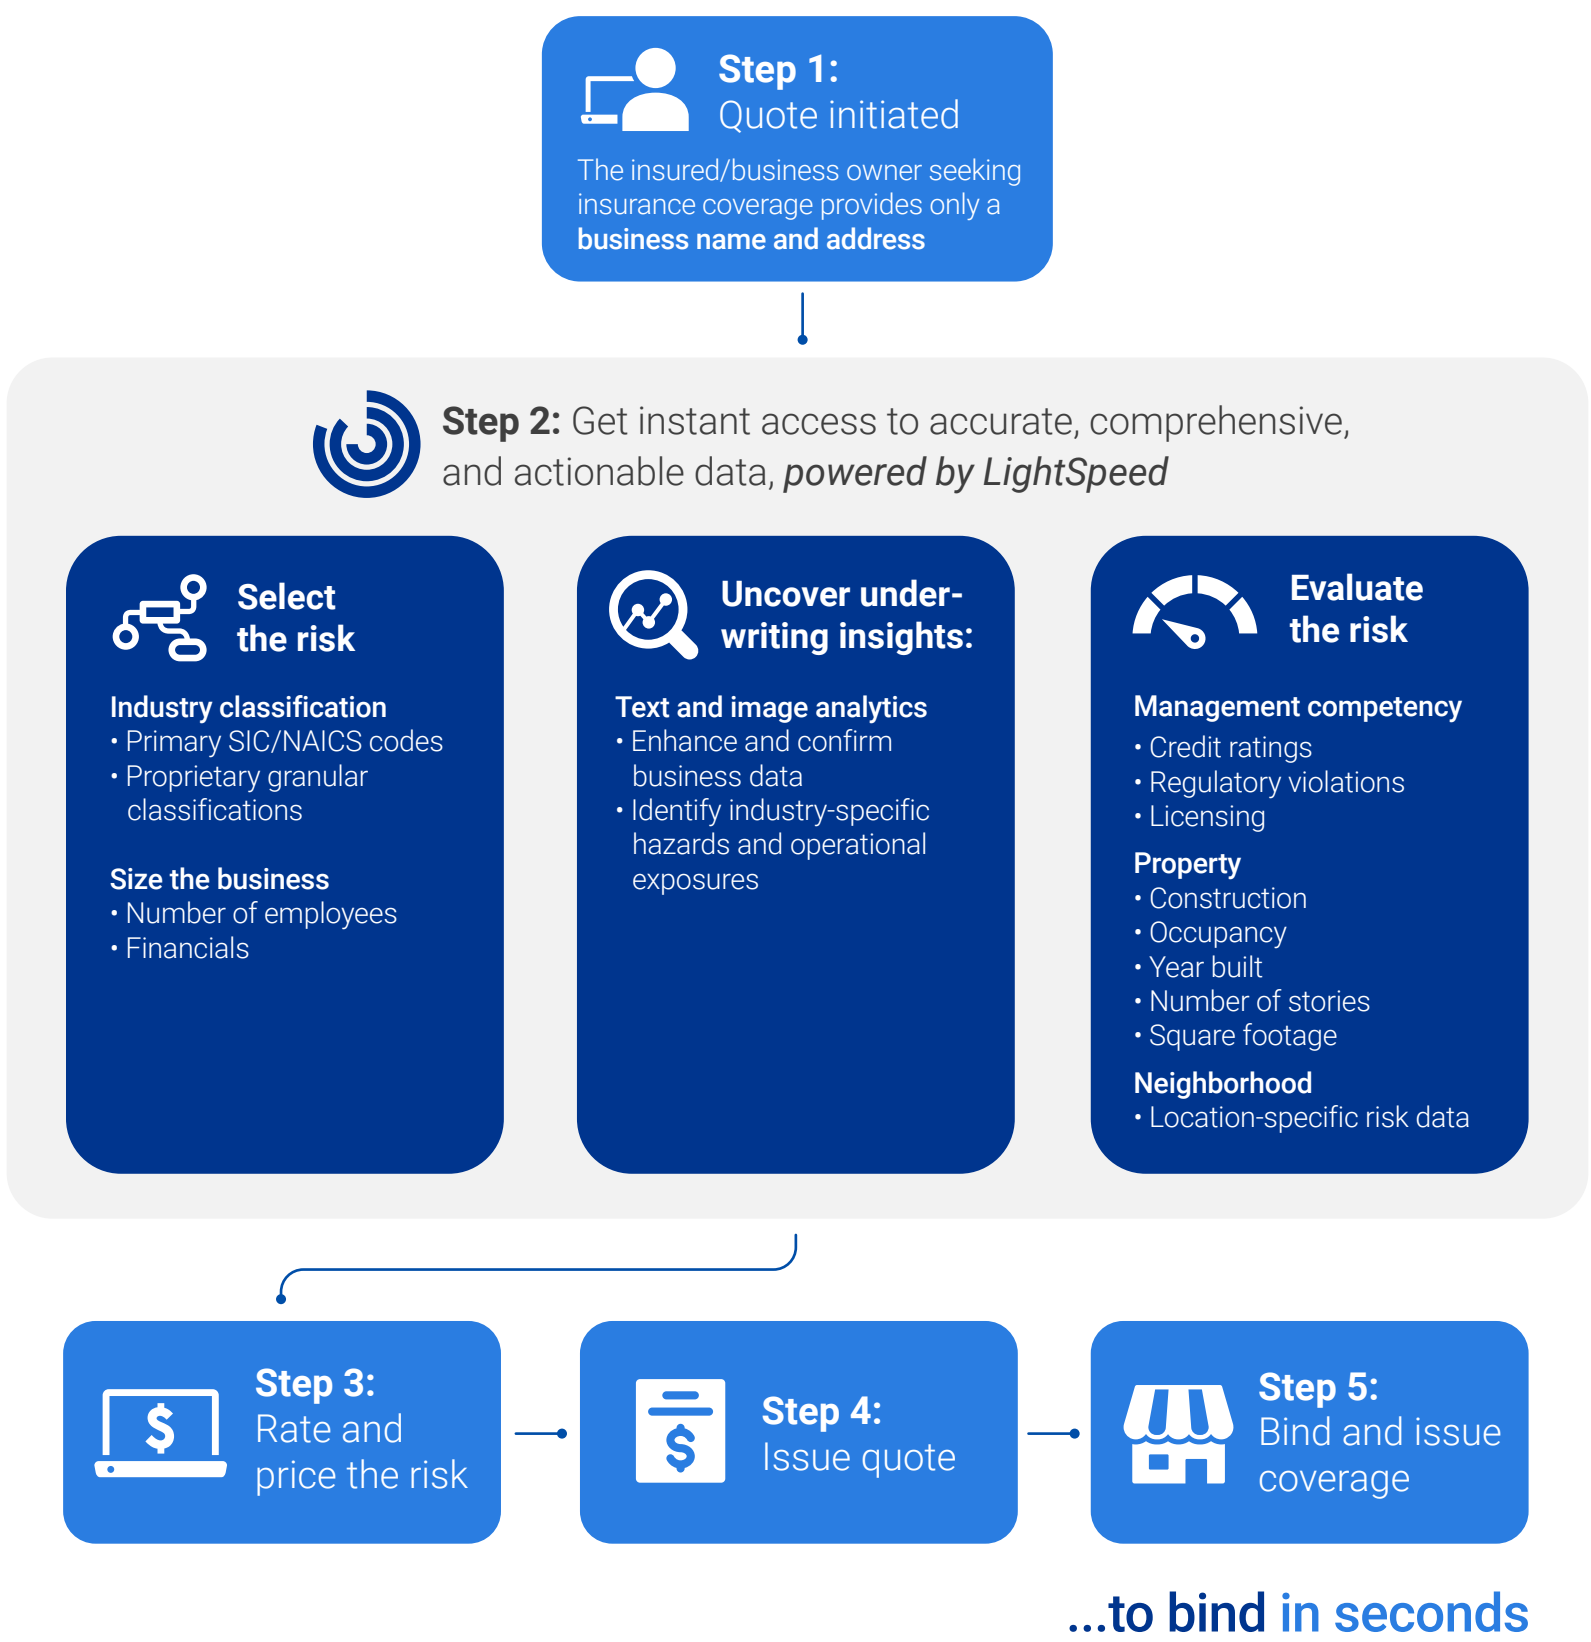 Step 1:
Quote initiated
The insured/business owner seeking
insurance coverage provides only a
business name and address
Step 2: Get instant access to accurate, comprehensive,
and actionable data, powered by LightSpeed
Select
the risk
Industry classification
• Primary SIC/NAICS codes
• Proprietary granular
classifications
Size the business
• Number of employees
• Financials
Uncover under-
writing insights:
Text and image analytics
• Enhance and confirm
business data
• Identify industry-specific
hazards and operational
exposures
Evaluate
the risk
Management competency
• Credit ratings
• Regulatory violations
• Licensing
Property
• Construction
• Occupancy
• Year built
• Number of stories
• Square footage
Neighborhood
• Location-specific risk data
$
Step 3:
Rate and
price the risk
$
Step 4:
Issue quote
Step 5:
Bind and issue
coverage
...to bind in seconds